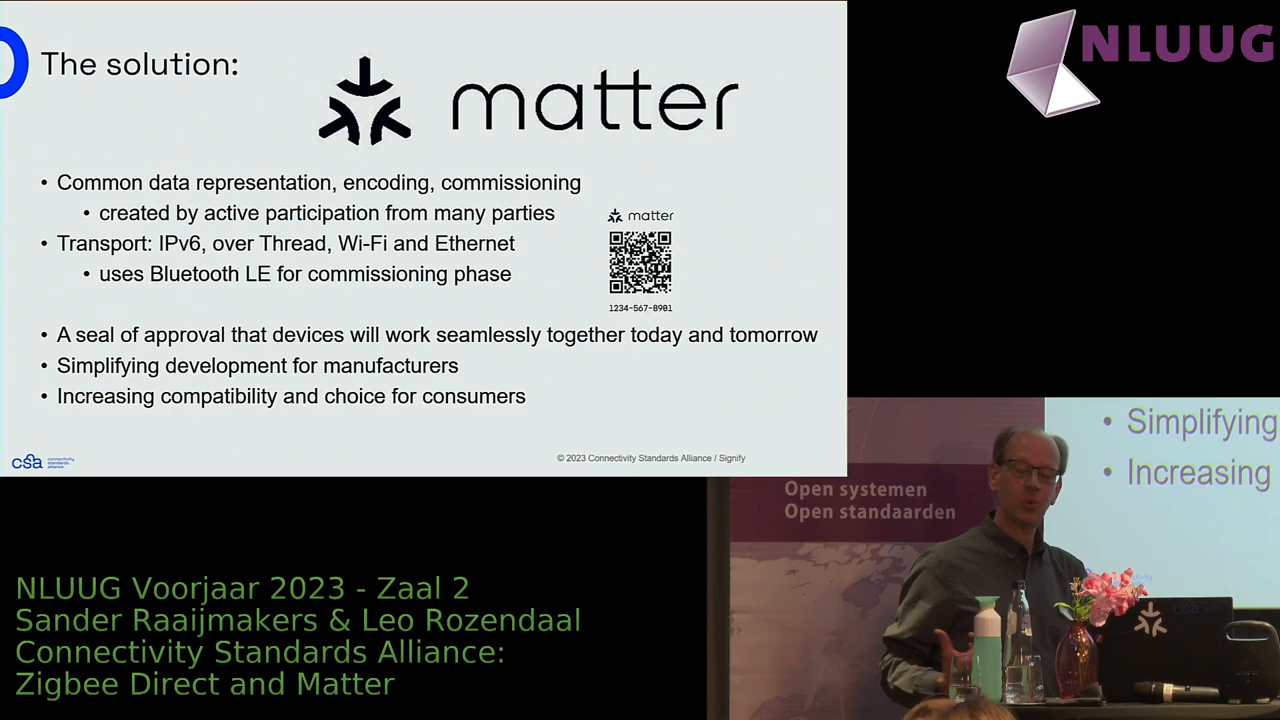 The solution:
matter
NLUUG
• Common data representation, encoding, commissioning
• created by active participation from many parties
• Transport: IPv6, over Thread, Wi-Fi and Ethernet
• uses Bluetooth LE for commissioning phase
matter
1234-567-8901
• A seal of approval that devices will work seamlessly together today and tomorrow
• Simplifying development for manufacturers
• Increasing compatibility and choice for consumers
csa connectivity
standards
alliance
© 2023 Connectivity Standards Alliance / Signify
• Simplifying
• Increasing
Open systemen
Open standaarden
NLUUG Voorjaar 2023 - Zaal 2
Sander Raaijmakers & Leo Rozendaal
Connectivity Standards Alliance:
Zigbee Direct and Matter